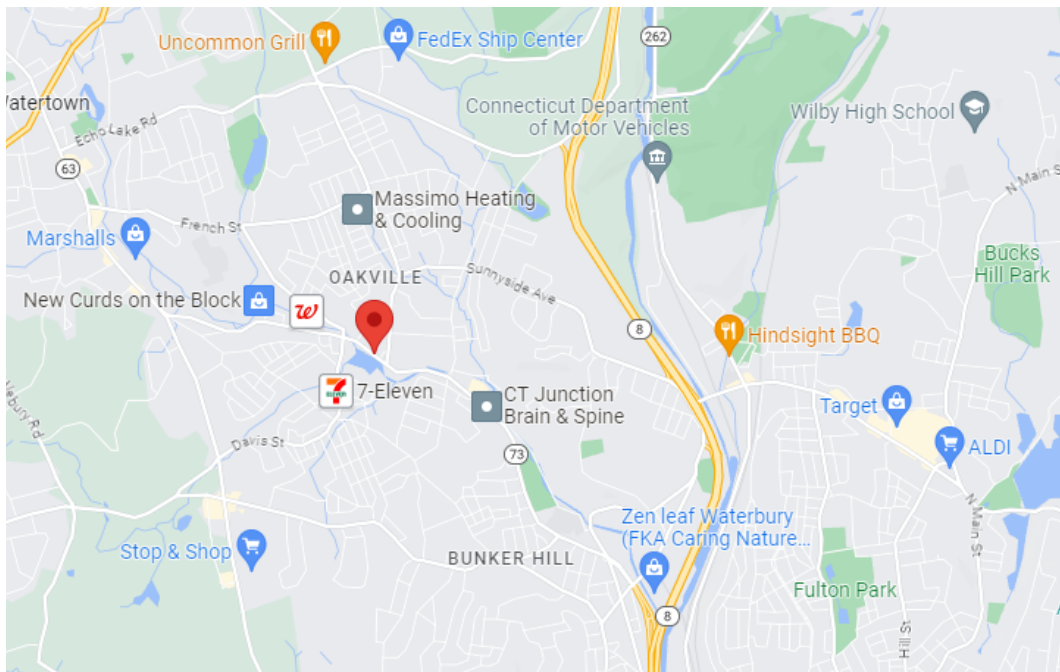 Uncommon Grill
FedEx Ship Center
262
Watertown
Echo Lake Rd
Connecticut Department
of Motor Vehicles
Wilby High School
63
N Main S
Massimo Heating
& Cooling
French St
Marshalls
OAKVILLE
Sunnyside Ave
Bucks
Hill Park
New Curds on the Block
W
8
Hindsight BBQ
7
ELEVEN
7-Eleven
CT Junction
Brain & Spine
Target
ALDI
Davis St
73
Zen leaf Waterbury
(FKA Caring Nature...
N Main St
Stop & Shop
BUNKER HILL
Fulton Park
8
Hill St